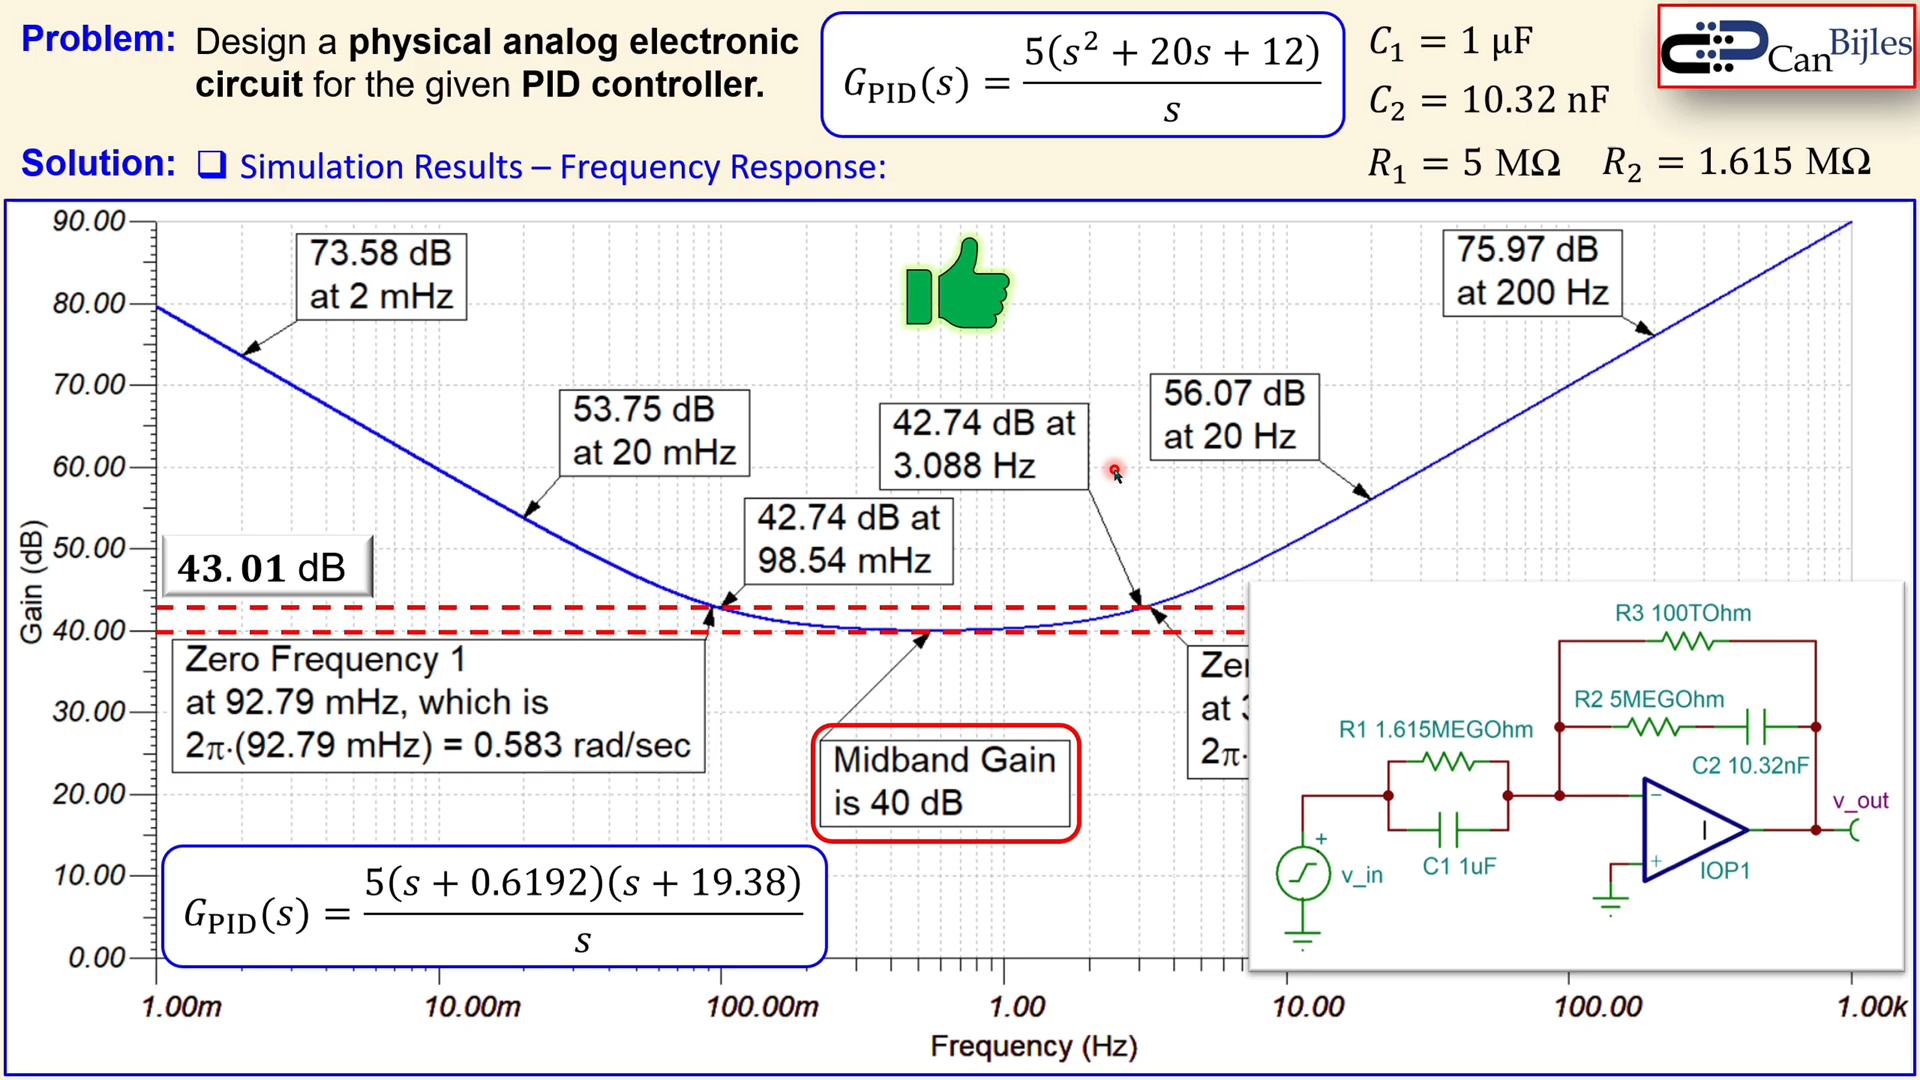 Problem: Design a physical analog electronic
circuit for the given PID controller.
G_PID(s) = 5(s² + 20s + 12) / s
C₁ = 1 μF
C₂ = 10.32 nF
R₁ = 5 MΩ R₂ = 1.615 MΩ
Can Bijles
Solution: ❑ Simulation Results – Frequency Response:
90.00
80.00
70.00
60.00
50.00
40.00
30.00
20.00
10.00
0.00
Gain (dB)
73.58 dB
at 2 mHz
53.75 dB
at 20 mHz
42.74 dB at
98.54 mHz
42.74 dB at
3.088 Hz
56.07 dB
at 20 Hz
75.97 dB
at 200 Hz
43.01 dB
Zero Frequency 1
at 92.79 mHz, which is
2π·(92.79 mHz) = 0.583 rad/sec
Midband Gain
is 40 dB
at
2π·
G_PID(s) = 5(s + 0.6192)(s + 19.38) / s
R3 100TOhm
R2 5MEGOhm
R1 1.615MEGOhm
C2 10.32nF
v_out
+
v_in
C1 1uF
−
+
I
IOP1
1.00m 10.00m 100.00m 1.00 10.00 100.00 1.00k
Frequency (Hz)